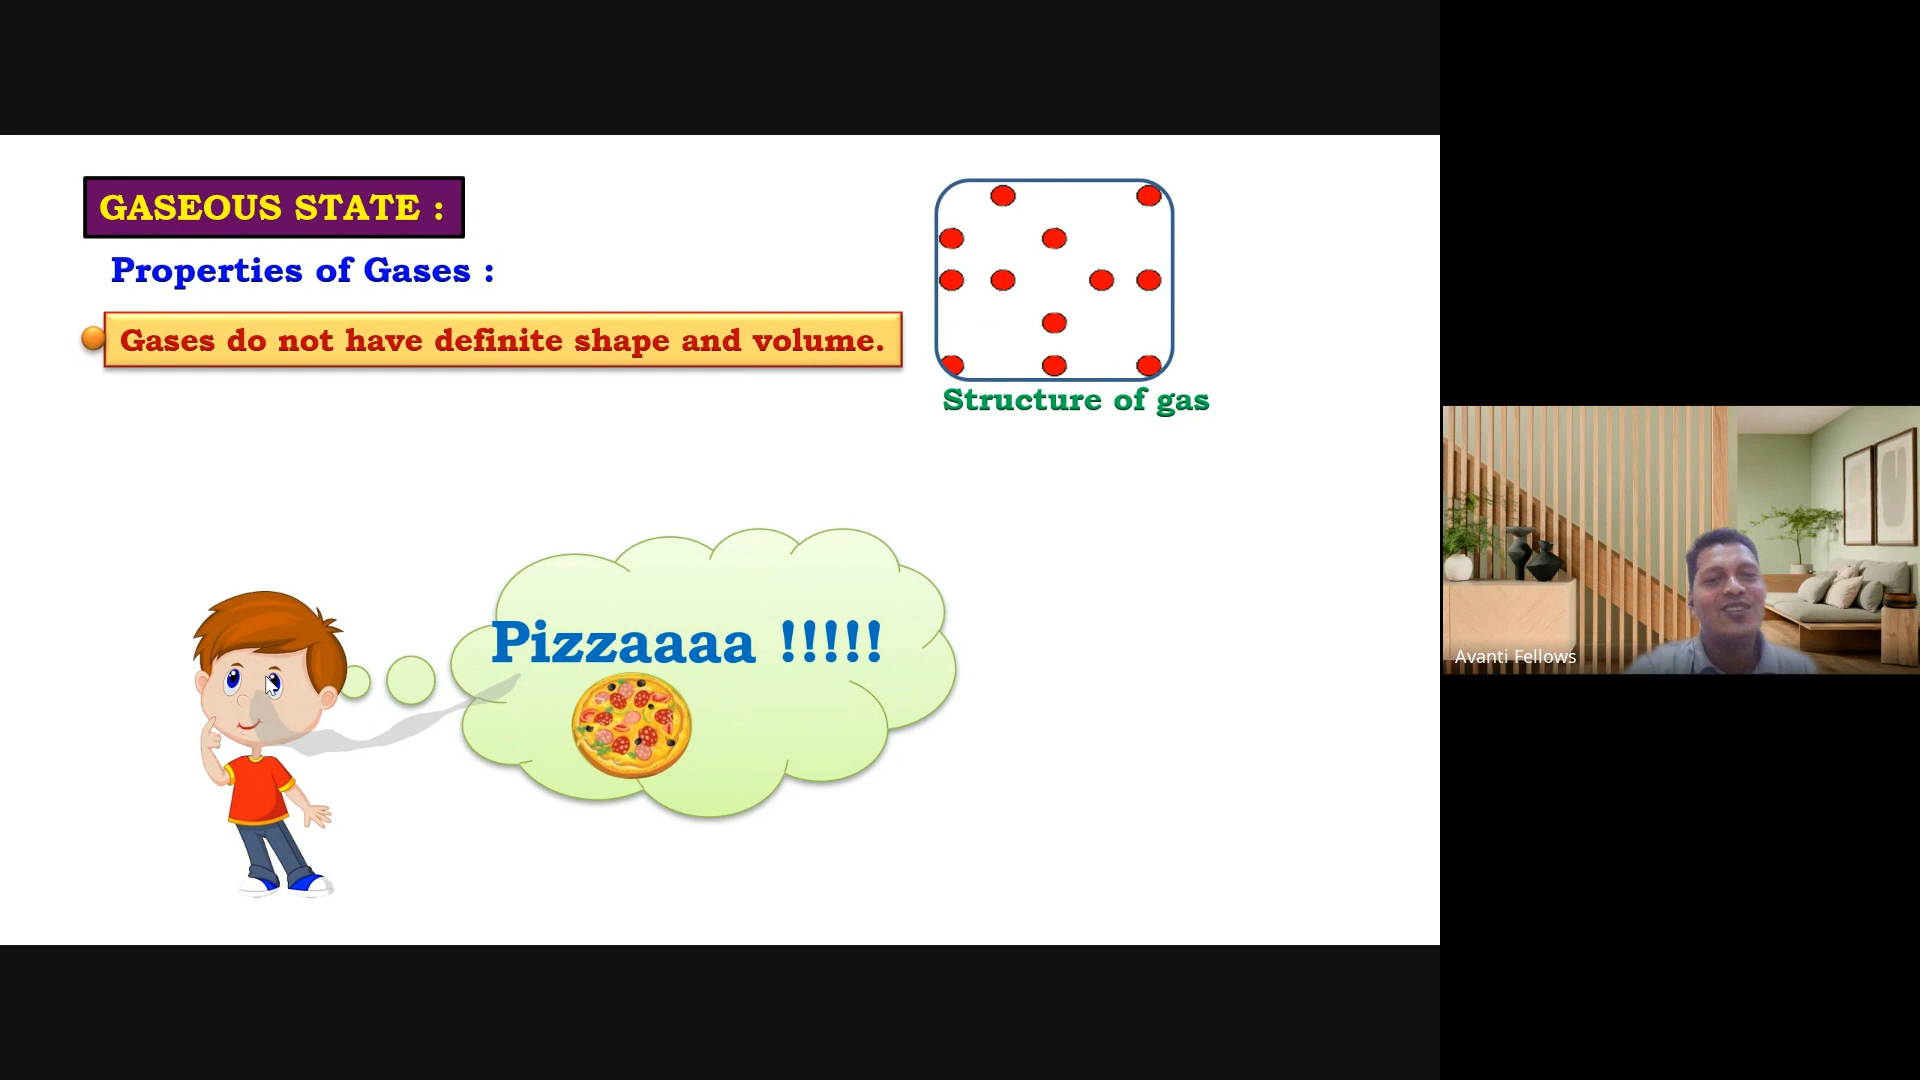 GASEOUS STATE :
Properties of Gases :
Gases do not have definite shape and volume.
Structure of gas
Pizzaaaa !!!!!
Avanti Fellows